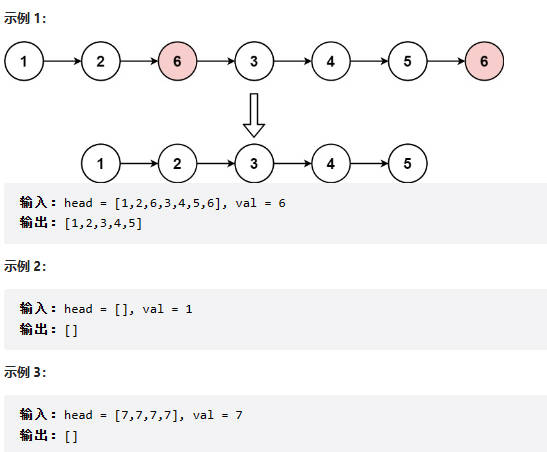 示例 1:
1 2 6 3 4 5 6
1 2 3 4 5
输入:head = [1,2,6,3,4,5,6], val = 6
输出:[1,2,3,4,5]
示例 2:
输入:head = [], val = 1
输出:[]
示例 3:
输入:head = [7,7,7,7], val = 7
输出:[]